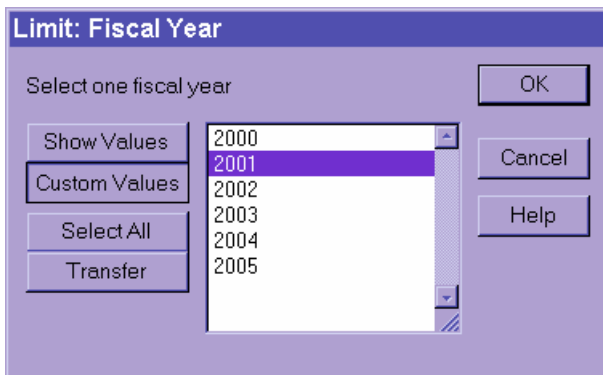 Limit: Fiscal Year
Select one fiscal year
OK
Show Values
Custom Values
Select All
Transfer
2000
2001
2002
2003
2004
2005
Cancel
Help